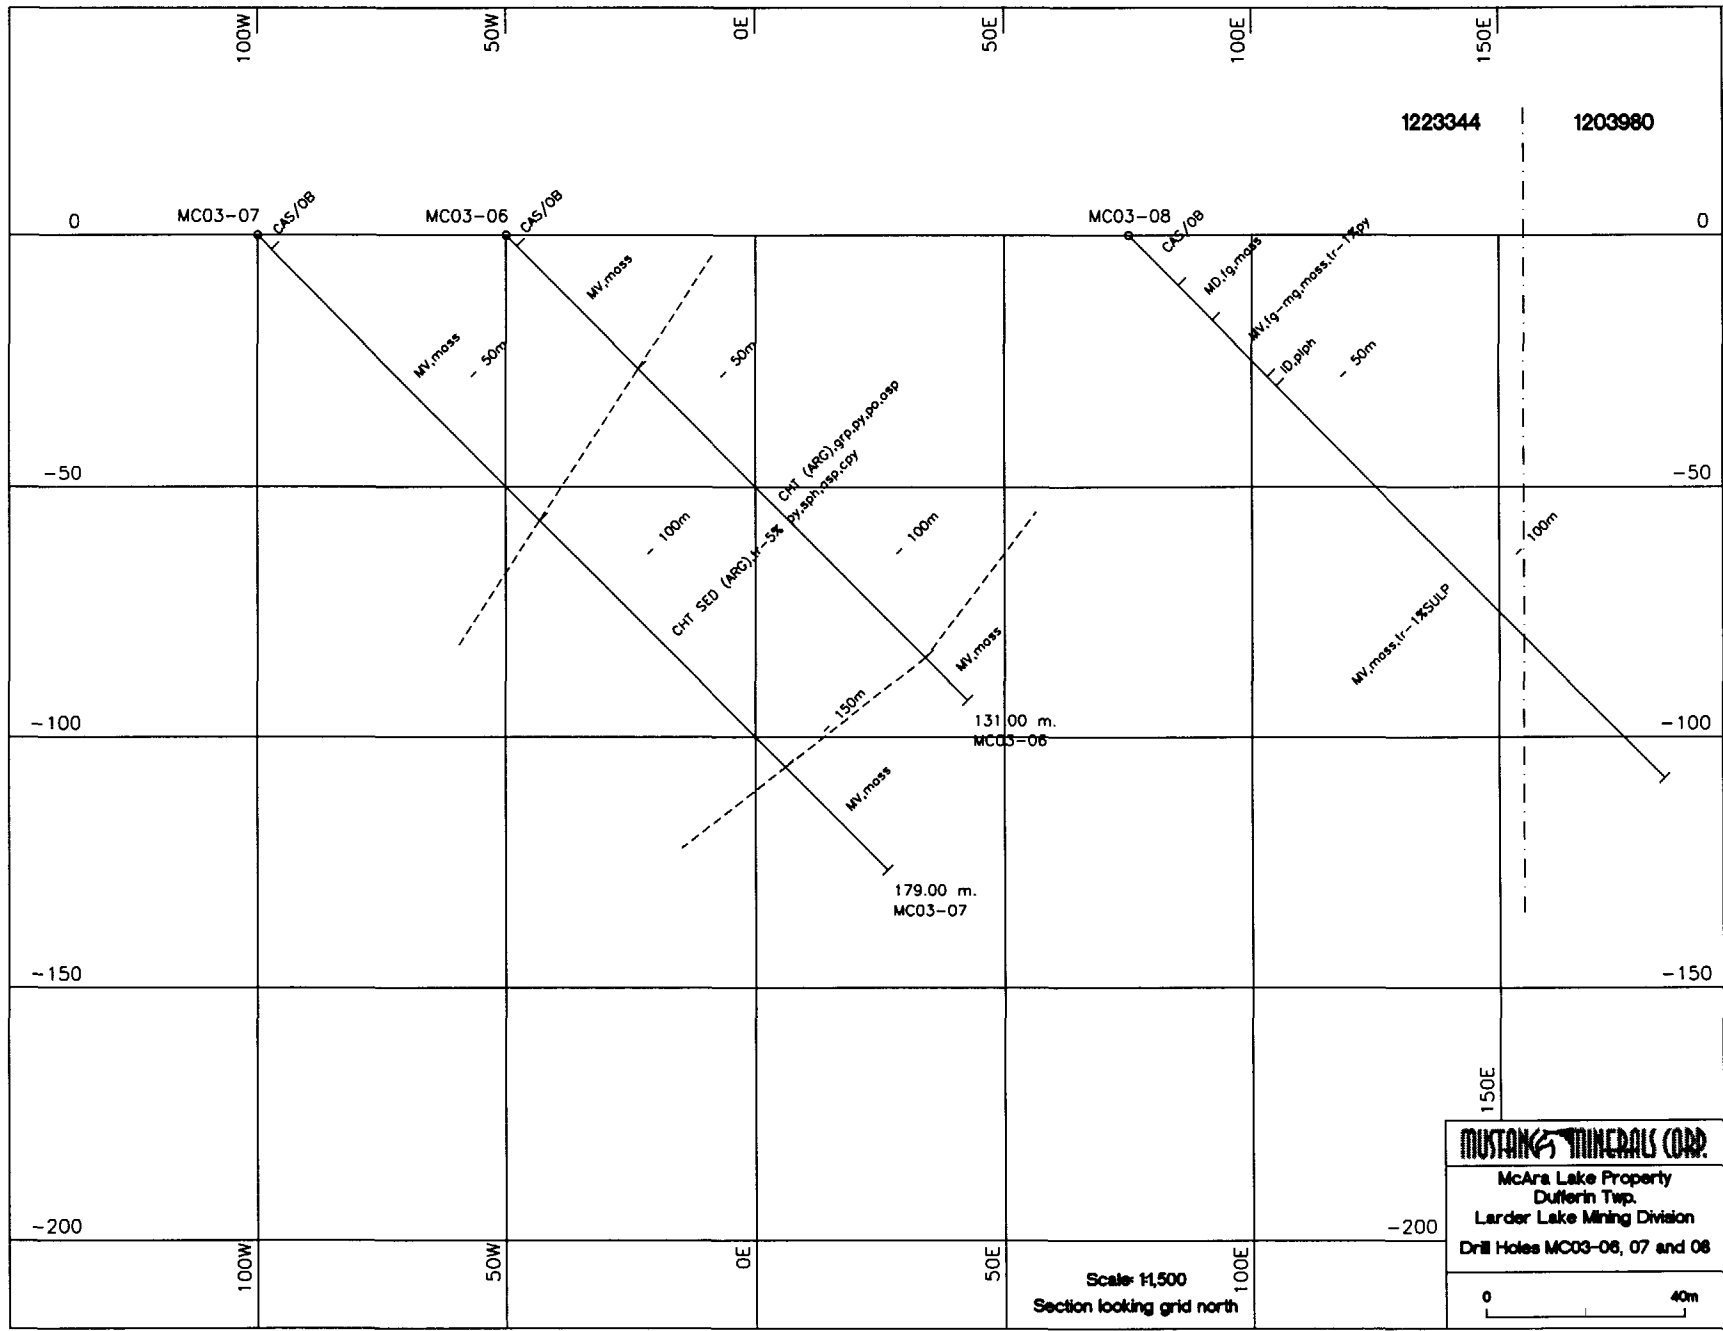 100W
50W
0E
50E
100E
150E
1223344
1203980
0
MC03-07
CAS/OB
MC03-06
CAS/OB
MC03-08
CAS/OB
0
MV,mass
MD,fg,mass
MV,fg-mg,mass,tr-1%py
MV,mass
50m
50m
ID,plph
50m
-50
CHT (ARG),grp,py,po,asp
-50
CHT SED (ARG),tr-5% py,sph,asp,cpy
100m
100m
100m
MV,mass
MV,mass,tr-1%SULP
150m
-100
131.00 m.
MC03-06
-100
MV,mass
179.00 m.
MC03-07
-150
-150
150E
MUSTANG MINERALS CORP.
McAra Lake Property
Dufferin Twp.
Larder Lake Mining Division
Drill Holes MC03-06, 07 and 08
-200
-200
100W
50W
0E
50E
100E
Scale 1:1,500
Section looking grid north
0
40m